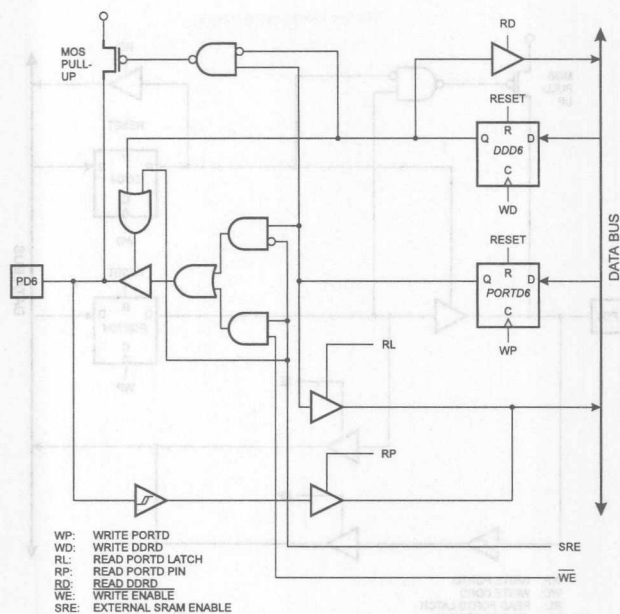 MOS
PULL-
UP
RD
RESET
R
Q
D
DDD6
C
WD
RESET
R
Q
D
PORTD6
C
WP
DATA BUS
PD6
RL
RP
SRE
WE
WP: WRITE PORTD
WD: WRITE DDRD
RL: READ PORTD LATCH
RP: READ PORTD PIN
RD: READ DDRD
WE: WRITE ENABLE
SRE: EXTERNAL SRAM ENABLE